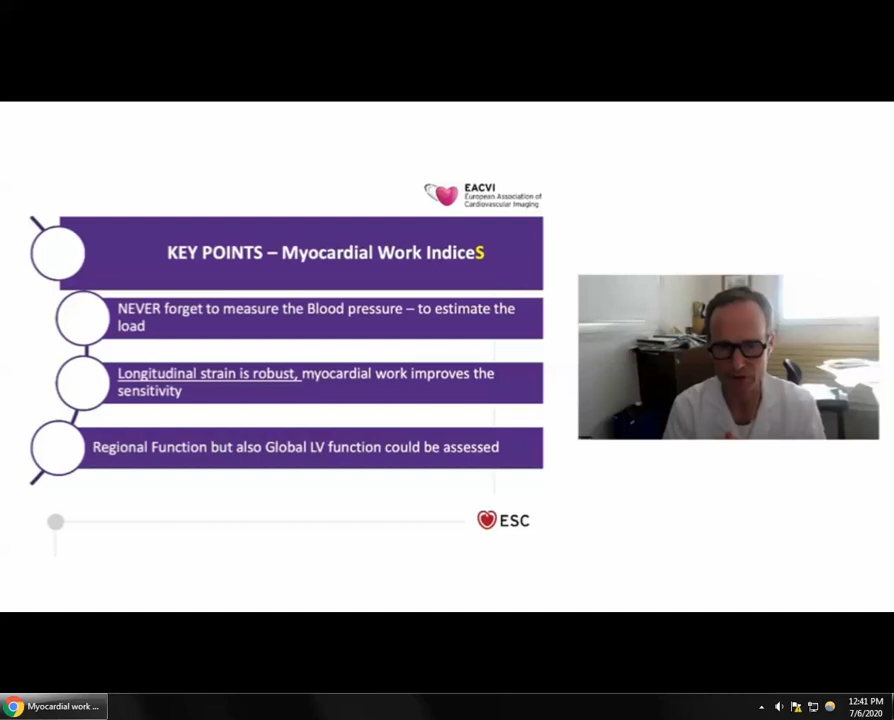 EACVI
European Association of
Cardiovascular Imaging
KEY POINTS – Myocardial Work IndiceS
NEVER forget to measure the Blood pressure – to estimate the
load
Longitudinal strain is robust, myocardial work improves the
sensitivity
Regional Function but also Global LV function could be assessed
ESC
Myocardial work ...
12:41 PM
7/6/2020